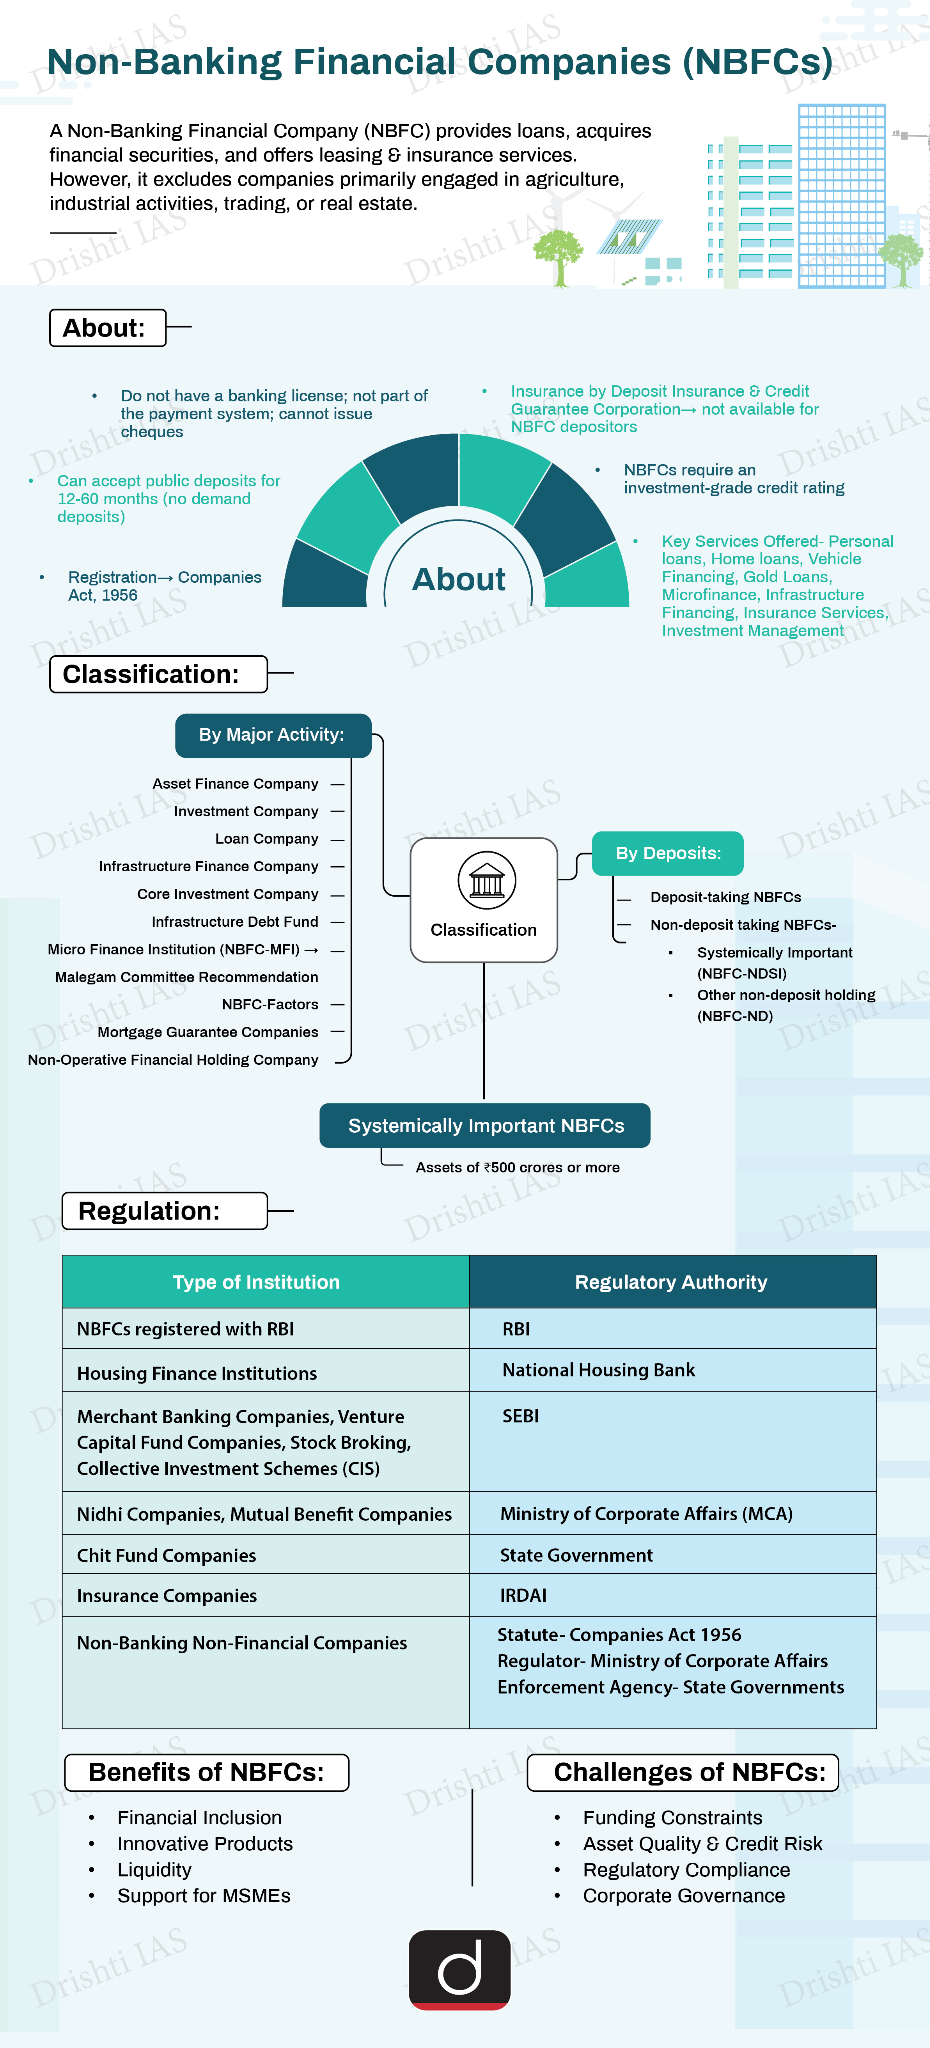 Non-Banking Financial Companies (NBFCs)
A Non-Banking Financial Company (NBFC) provides loans, acquires
financial securities, and offers leasing & insurance services.
However, it excludes companies primarily engaged in agriculture,
industrial activities, trading, or real estate.
About:
• Do not have a banking license; not part of
the payment system; cannot issue
cheques
• Insurance by Deposit Insurance & Credit
Guarantee Corporation→ not available for
NBFC depositors
• Can accept public deposits for
12-60 months (no demand
deposits)
• NBFCs require an
investment-grade credit rating
• Registration→ Companies
Act, 1956
• Key Services Offered- Personal
loans, Home loans, Vehicle
Financing, Gold Loans,
Microfinance, Infrastructure
Financing, Insurance Services,
Investment Management
About
Classification:
By Major Activity:
Asset Finance Company
Investment Company
Loan Company
Infrastructure Finance Company
Core Investment Company
Infrastructure Debt Fund
Micro Finance Institution (NBFC-MFI) →
Malegam Committee Recommendation
NBFC-Factors
Mortgage Guarantee Companies
Non-Operative Financial Holding Company
Classification
By Deposits:
Deposit-taking NBFCs
Non-deposit taking NBFCs-
▪ Systemically Important
(NBFC-NDSI)
▪ Other non-deposit holding
(NBFC-ND)
Systemically Important NBFCs
Assets of ₹500 crores or more
Regulation:
Type of Institution Regulatory Authority
NBFCs registered with RBI RBI
Housing Finance Institutions National Housing Bank
Merchant Banking Companies, Venture SEBI
Capital Fund Companies, Stock Broking,
Collective Investment Schemes (CIS)
Nidhi Companies, Mutual Benefit Companies Ministry of Corporate Affairs (MCA)
Chit Fund Companies State Government
Insurance Companies IRDAI
Non-Banking Non-Financial Companies
Statute- Companies Act 1956
Regulator- Ministry of Corporate Affairs
Enforcement Agency- State Governments
Benefits of NBFCs:
• Financial Inclusion
• Innovative Products
• Liquidity
• Support for MSMEs
Challenges of NBFCs:
• Funding Constraints
• Asset Quality & Credit Risk
• Regulatory Compliance
• Corporate Governance
d
Drishti IAS